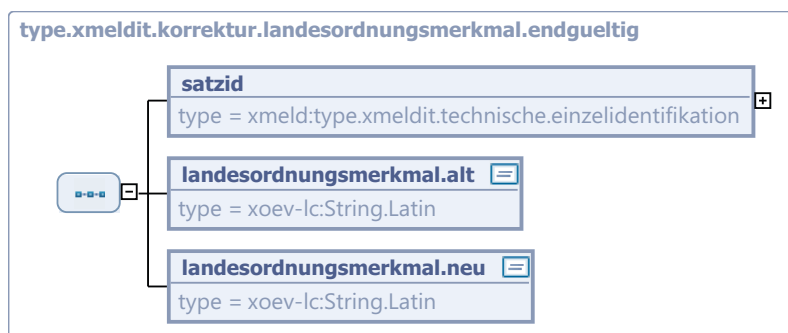 type.xmeldit.korrektur.landesordnungsmerkmal.endgueltig
satzid
type = xmeld:type.xmeldit.technische.einzelidentifikation
landesordnungsmerkmal.alt
type = xoev-lc:String.Latin
landesordnungsmerkmal.neu
type = xoev-lc:String.Latin